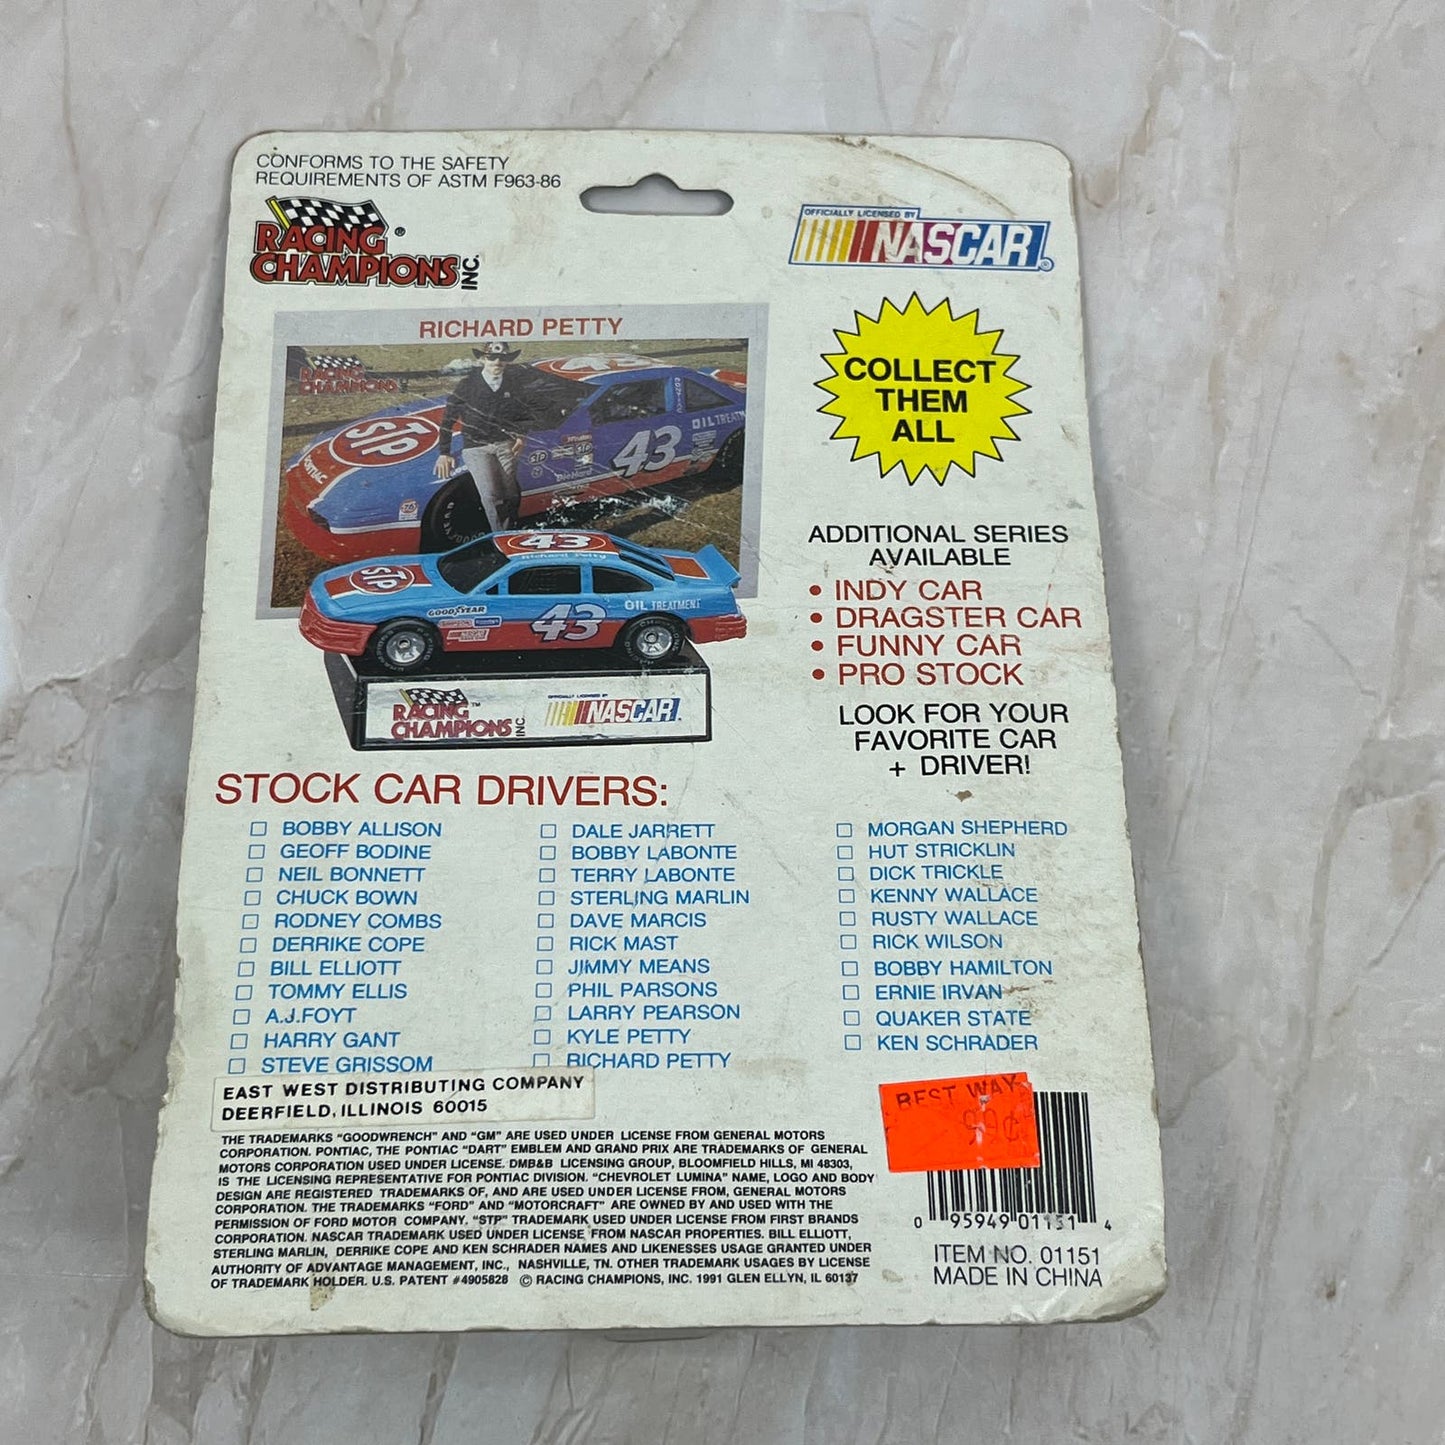 CONFORMS TO THE SAFETY
REQUIREMENTS OF ASTM F963-86
RACING
CHAMPIONS INC. ®
OFFICIALLY LICENSED BY
NASCAR ®
RICHARD PETTY
RACING
CHAMPIONS
43
STP
PONTIAC
OIL TREATMENT
43
76
GOODYEAR
43
Richard Petty
STP
GOODYEAR
43
OIL TREATMENT
RACING ™
CHAMPIONS INC.
OFFICIALLY LICENSED BY
NASCAR
COLLECT
THEM
ALL
ADDITIONAL SERIES
AVAILABLE
• INDY CAR
• DRAGSTER CAR
• FUNNY CAR
• PRO STOCK
LOOK FOR YOUR
FAVORITE CAR
+ DRIVER!
STOCK CAR DRIVERS:
☐ BOBBY ALLISON
☐ GEOFF BODINE
☐ NEIL BONNETT
☐ CHUCK BOWN
☐ RODNEY COMBS
☐ DERRIKE COPE
☐ BILL ELLIOTT
☐ TOMMY ELLIS
☐ A.J.FOYT
☐ HARRY GANT
☐ STEVE GRISSOM
☐ DALE JARRETT
☐ BOBBY LABONTE
☐ TERRY LABONTE
☐ STERLING MARLIN
☐ DAVE MARCIS
☐ RICK MAST
☐ JIMMY MEANS
☐ PHIL PARSONS
☐ LARRY PEARSON
☐ KYLE PETTY
☐ RICHARD PETTY
☐ MORGAN SHEPHERD
☐ HUT STRICKLIN
☐ DICK TRICKLE
☐ KENNY WALLACE
☐ RUSTY WALLACE
☐ RICK WILSON
☐ BOBBY HAMILTON
☐ ERNIE IRVAN
☐ QUAKER STATE
☐ KEN SCHRADER
EAST WEST DISTRIBUTING COMPANY
DEERFIELD, ILLINOIS 60015
THE TRADEMARKS "GOODWRENCH" AND "GM" ARE USED UNDER LICENSE FROM GENERAL MOTORS
CORPORATION. PONTIAC, THE PONTIAC "DART" EMBLEM AND GRAND PRIX ARE TRADEMARKS OF GENERAL
MOTORS CORPORATION USED UNDER LICENSE. DMB&B LICENSING GROUP, BLOOMFIELD HILLS, MI 48303,
IS THE LICENSING REPRESENTATIVE FOR PONTIAC DIVISION. "CHEVROLET LUMINA" NAME, LOGO AND BODY
DESIGN ARE REGISTERED TRADEMARKS OF, AND ARE USED UNDER LICENSE FROM, GENERAL MOTORS
CORPORATION. THE TRADEMARKS "FORD" AND "MOTORCRAFT" ARE OWNED BY AND USED WITH THE
PERMISSION OF FORD MOTOR COMPANY. "STP" TRADEMARK USED UNDER LICENSE FROM FIRST BRANDS
CORPORATION. NASCAR TRADEMARK USED UNDER LICENSE FROM NASCAR PROPERTIES. BILL ELLIOTT,
STERLING MARLIN, DERRIKE COPE AND KEN SCHRADER NAMES AND LIKENESSES USAGE GRANTED UNDER
AUTHORITY OF ADVANTAGE MANAGEMENT, INC., NASHVILLE, TN. OTHER TRADEMARK USAGES BY LICENSE
OF TRADEMARK HOLDER. U.S. PATENT #4905828 © RACING CHAMPIONS, INC. 1991 GLEN ELLYN, IL 60137
BEST WAY
0 95949 01151 4
ITEM NO. 01151
MADE IN CHINA